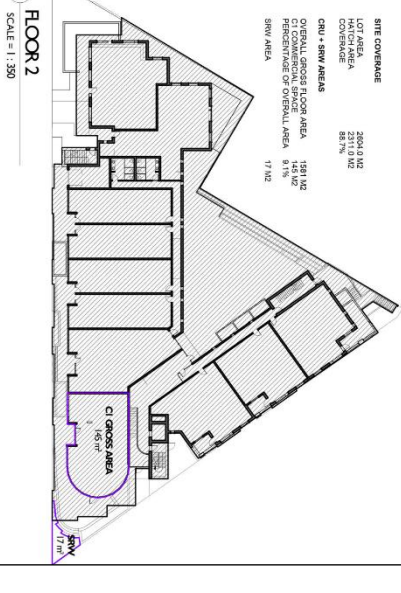 SITE COVERAGE
LOT AREA 2604.0 M2
HATCH AREA 2311.0 M2
COVERAGE 88.7%
CRU + SRW AREAS
OVERALL GROSS FLOOR AREA 1581 M2
C1 COMMERCIAL SPACE 145 M2
PERCENTAGE OF OVERALL AREA 9.1%
SRW AREA 17 M2
C1 GROSS AREA
145 m²
SRW
17 m²
FLOOR 2
SCALE = 1 : 350